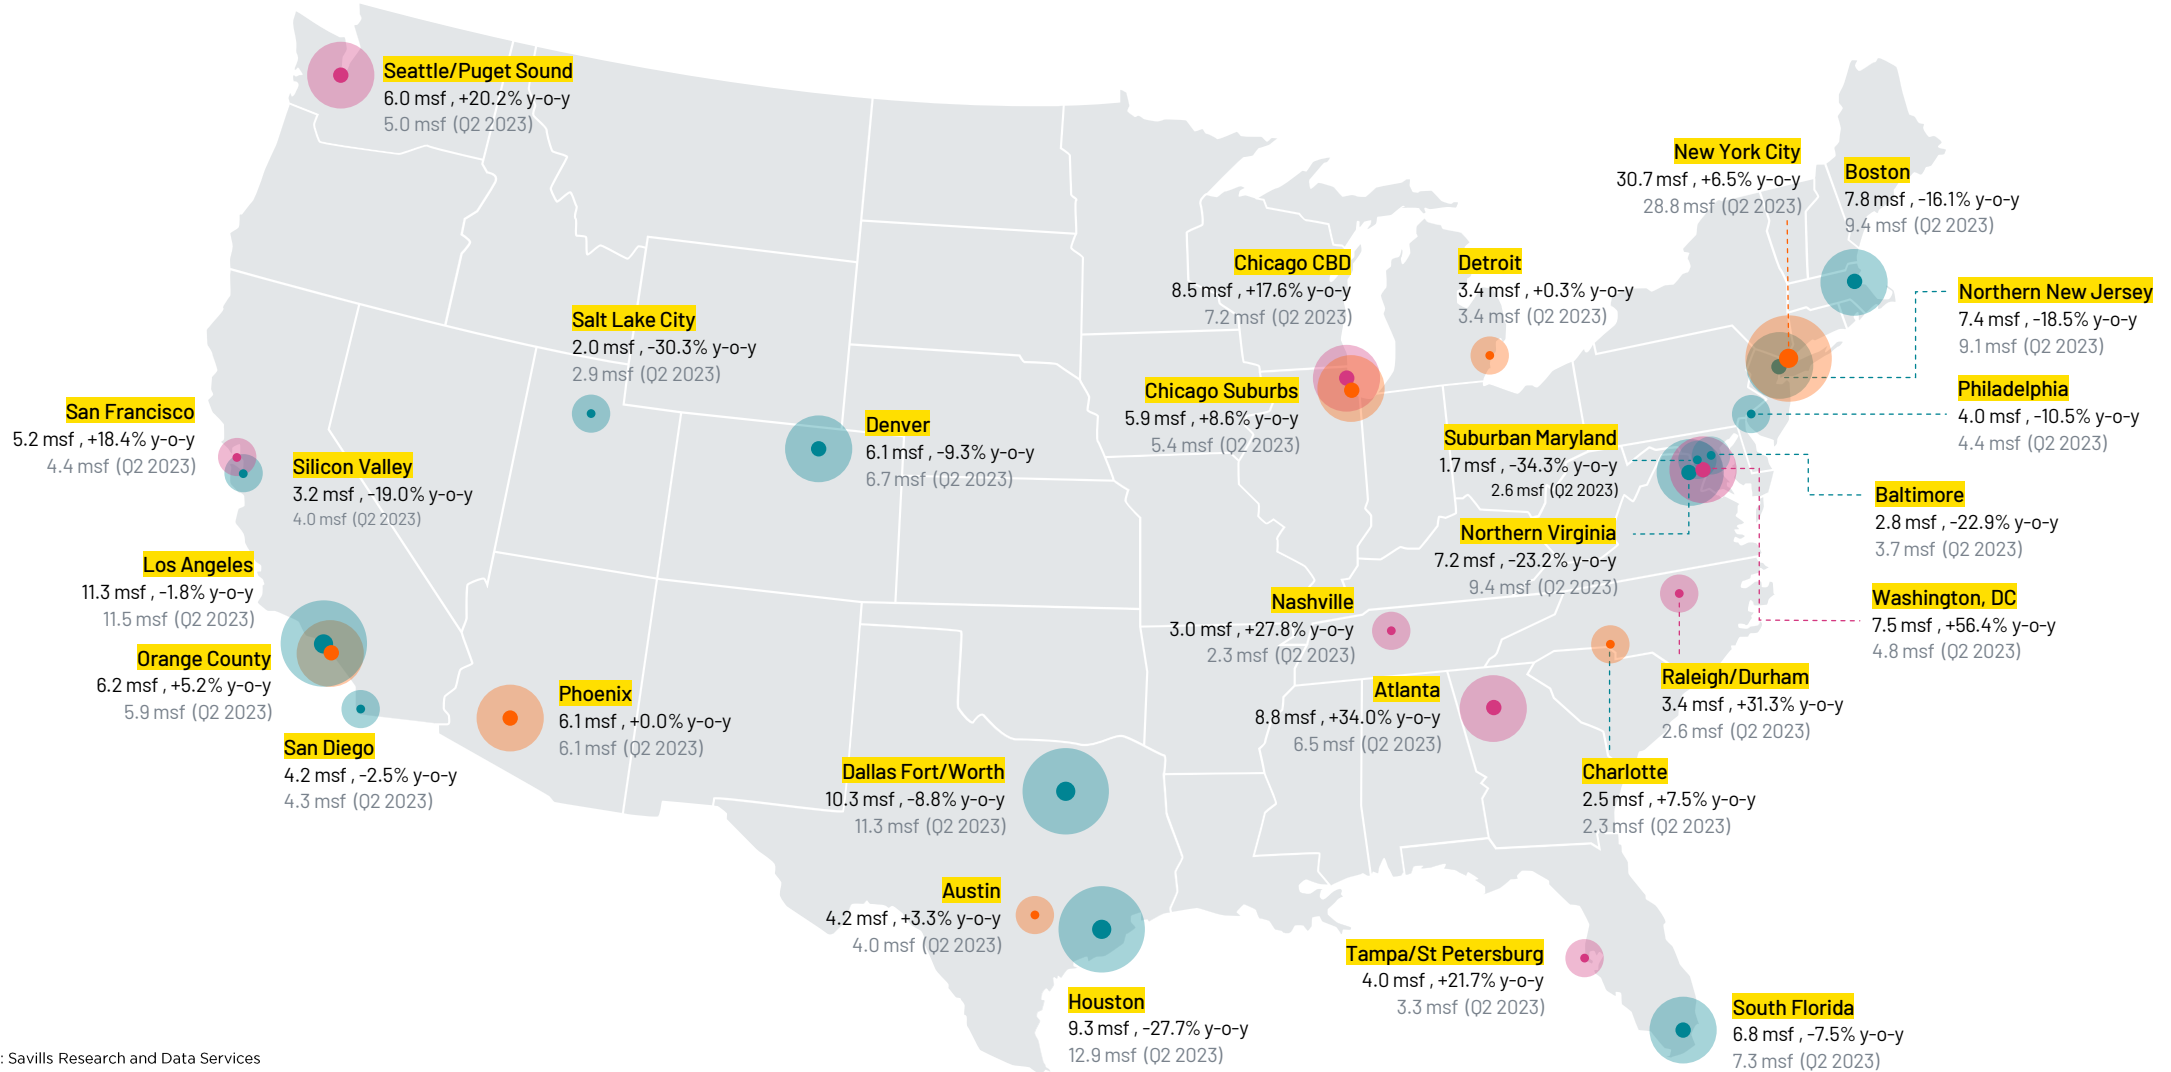 Seattle/Puget Sound
6.0 msf , +20.2% y-o-y
5.0 msf (Q2 2023)
New York City
30.7 msf , +6.5% y-o-y
28.8 msf (Q2 2023)
Boston
7.8 msf , -16.1% y-o-y
9.4 msf (Q2 2023)
Chicago CBD
8.5 msf , +17.6% y-o-y
7.2 msf (Q2 2023)
Detroit
3.4 msf , +0.3% y-o-y
3.4 msf (Q2 2023)
Northern New Jersey
7.4 msf , -18.5% y-o-y
9.1 msf (Q2 2023)
Salt Lake City
2.0 msf , -30.3% y-o-y
2.9 msf (Q2 2023)
Chicago Suburbs
5.9 msf , +8.6% y-o-y
5.4 msf (Q2 2023)
Philadelphia
4.0 msf , -10.5% y-o-y
4.4 msf (Q2 2023)
San Francisco
5.2 msf , +18.4% y-o-y
4.4 msf (Q2 2023)
Denver
6.1 msf , -9.3% y-o-y
6.7 msf (Q2 2023)
Suburban Maryland
1.7 msf , -34.3% y-o-y
2.6 msf (Q2 2023)
Silicon Valley
3.2 msf , -19.0% y-o-y
4.0 msf (Q2 2023)
Baltimore
2.8 msf , -22.9% y-o-y
3.7 msf (Q2 2023)
Northern Virginia
7.2 msf , -23.2% y-o-y
9.4 msf (Q2 2023)
Los Angeles
11.3 msf , -1.8% y-o-y
11.5 msf (Q2 2023)
Nashville
3.0 msf , +27.8% y-o-y
2.3 msf (Q2 2023)
Washington, DC
7.5 msf , +56.4% y-o-y
4.8 msf (Q2 2023)
Orange County
6.2 msf , +5.2% y-o-y
5.9 msf (Q2 2023)
Raleigh/Durham
3.4 msf , +31.3% y-o-y
2.6 msf (Q2 2023)
Phoenix
6.1 msf , +0.0% y-o-y
6.1 msf (Q2 2023)
Atlanta
8.8 msf , +34.0% y-o-y
6.5 msf (Q2 2023)
San Diego
4.2 msf , -2.5% y-o-y
4.3 msf (Q2 2023)
Dallas Fort/Worth
10.3 msf , -8.8% y-o-y
11.3 msf (Q2 2023)
Charlotte
2.5 msf , +7.5% y-o-y
2.3 msf (Q2 2023)
Austin
4.2 msf , +3.3% y-o-y
4.0 msf (Q2 2023)
Tampa/St Petersburg
4.0 msf , +21.7% y-o-y
3.3 msf (Q2 2023)
Houston
9.3 msf , -27.7% y-o-y
12.9 msf (Q2 2023)
South Florida
6.8 msf , -7.5% y-o-y
7.3 msf (Q2 2023)
: Savills Research and Data Services